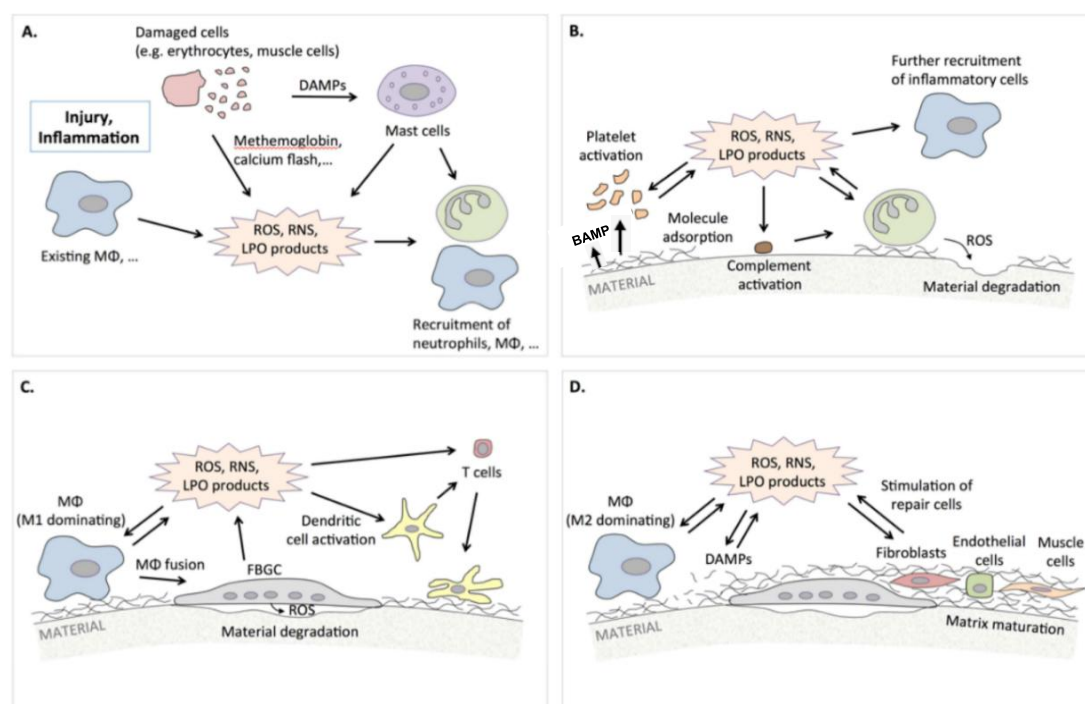 A.
Damaged cells
(e.g. erythrocytes, muscle cells)
DAMPs
Injury,
Inflammation
Mast cells
Methemoglobin,
calcium flash,...
ROS, RNS,
LPO products
Existing MΦ, ...
Recruitment of
neutrophils, MΦ, ...
B.
Further recruitment
of inflammatory cells
Platelet
activation
ROS, RNS,
LPO products
Molecule
adsorption
BAMP
ROS
MATERIAL
Complement
activation
Material degradation
C.
ROS, RNS,
LPO products
T cells
MΦ
(M1 dominating)
Dendritic
cell activation
MΦ fusion
FBGC
ROS
MATERIAL
Material degradation
D.
ROS, RNS,
LPO products
Stimulation of
repair cells
MΦ
(M2 dominating)
DAMPs
Fibroblasts
Endothelial
cells
Muscle
cells
MATERIAL
Matrix maturation